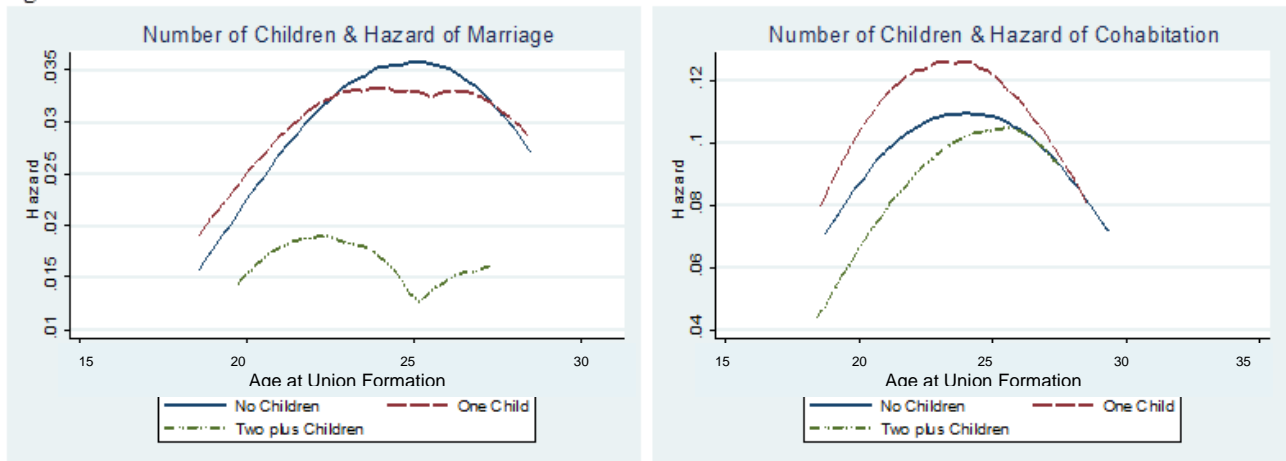 Number of Children & Hazard of Marriage
Hazard
.035
.03
.025
.02
.015
.01
15 20 25 30
Age at Union Formation
No Children One Child
Two plus Children
Number of Children & Hazard of Cohabitation
Hazard
.12
.1
.08
.06
.04
15 20 25 30 35
Age at Union Formation
No Children One Child
Two plus Children